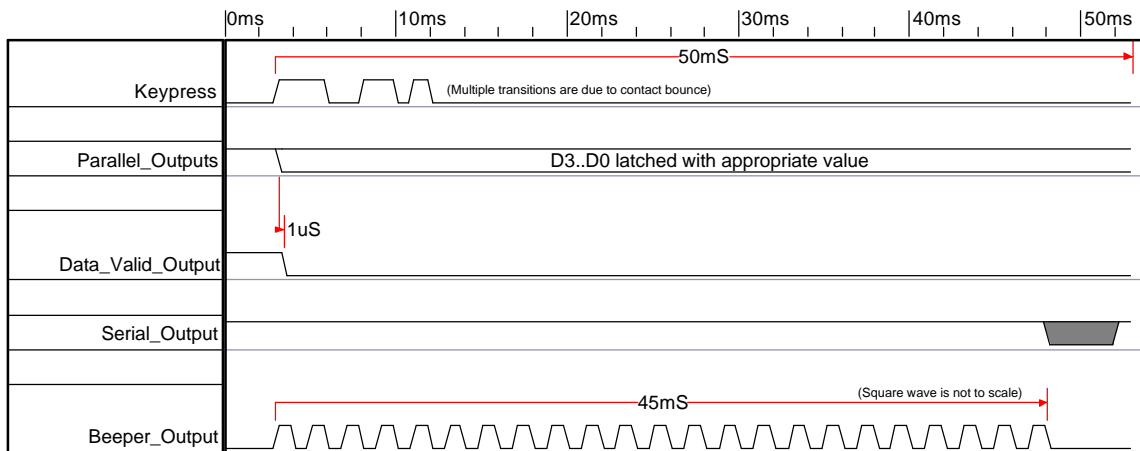 0ms 10ms 20ms 30ms 40ms 50ms
50mS
Keypress
(Multiple transitions are due to contact bounce)
Parallel_Outputs
D3..D0 latched with appropriate value
1uS
Data_Valid_Output
Serial_Output
(Square wave is not to scale)
45mS
Beeper_Output